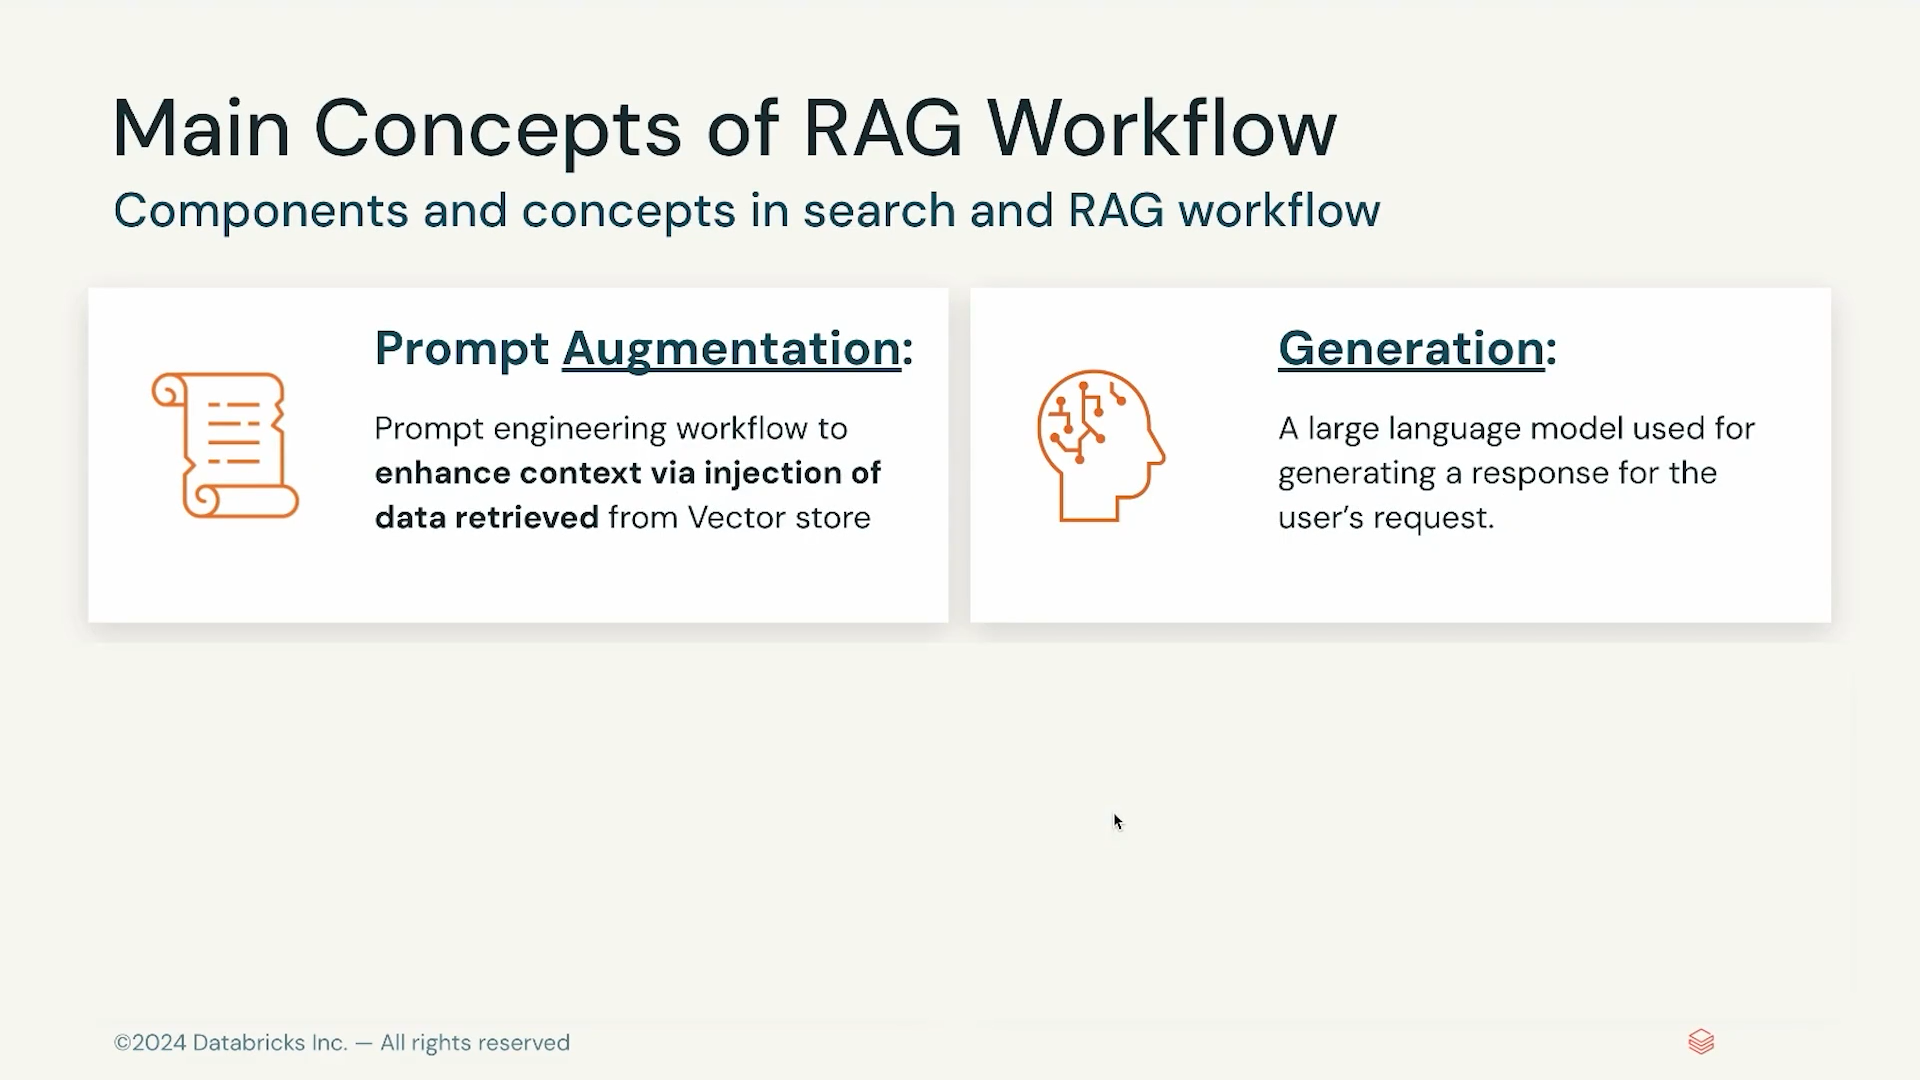 Main Concepts of RAG Workflow
Components and concepts in search and RAG workflow
Prompt Augmentation:
Prompt engineering workflow to
enhance context via injection of
data retrieved from Vector store
Generation:
A large language model used for
generating a response for the
user’s request.
©2024 Databricks Inc. — All rights reserved